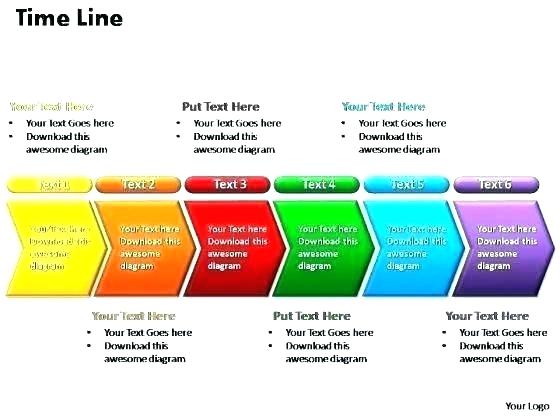 Time Line
Your Text Here
• Your Text Goes here
• Download this
awesome diagram
Put Text Here
• Your Text Goes here
• Download this
awesome diagram
Your Text Here
• Your Text Goes here
• Download this
awesome diagram
Text 1
Text 2
Text 3
Text 4
Text 5
Text 6
Your Text here
Download this
awesome
diagram
Your Text here
Download this
awesome
diagram
Your Text here
Download this
awesome
diagram
Your Text here
Download this
awesome
diagram
Your Text here
Download this
awesome
diagram
Your Text here
Download this
awesome
diagram
Your Text Here
• Your Text Goes here
• Download this
awesome diagram
Put Text Here
• Your Text Goes here
• Download this
awesome diagram
Your Text Here
• Your Text Goes here
• Download this
awesome diagram
Your Logo